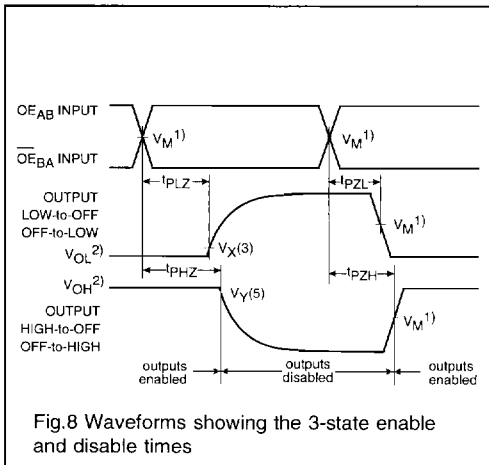 OE_AB INPUT
V_M 1)
V_M 1)
O̅E̅_BA INPUT
t_PLZ
t_PZL
OUTPUT
LOW-to-OFF
OFF-to-LOW
V_M 1)
V_OL 2)
V_X(3)
t_PHZ
t_PZH
V_OH 2)
V_Y(5)
OUTPUT
HIGH-to-OFF
OFF-to-HIGH
V_M 1)
outputs
enabled
outputs
disabled
outputs
enabled
Fig.8 Waveforms showing the 3-state enable
and disable times